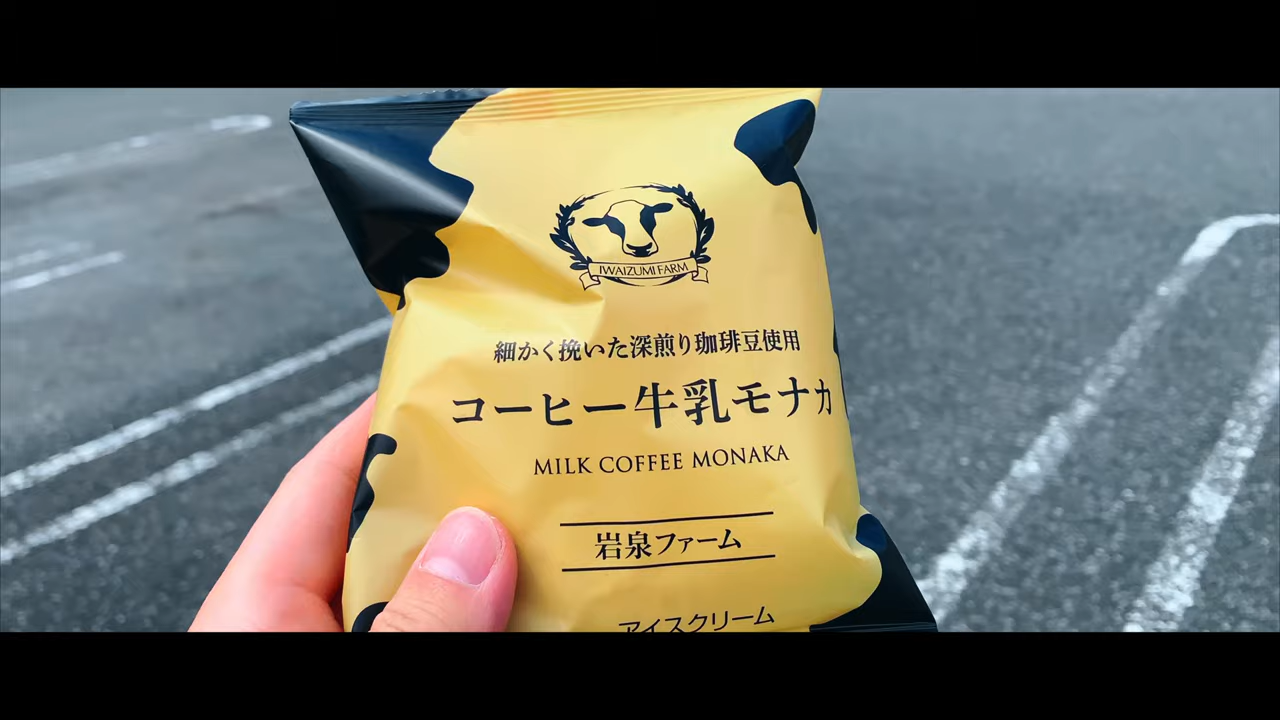 IWAIZUMI FARM
細かく挽いた深煎り珈琲豆使用
コーヒー牛乳モナカ
MILK COFFEE MONAKA
岩泉ファーム
アイスクリーム